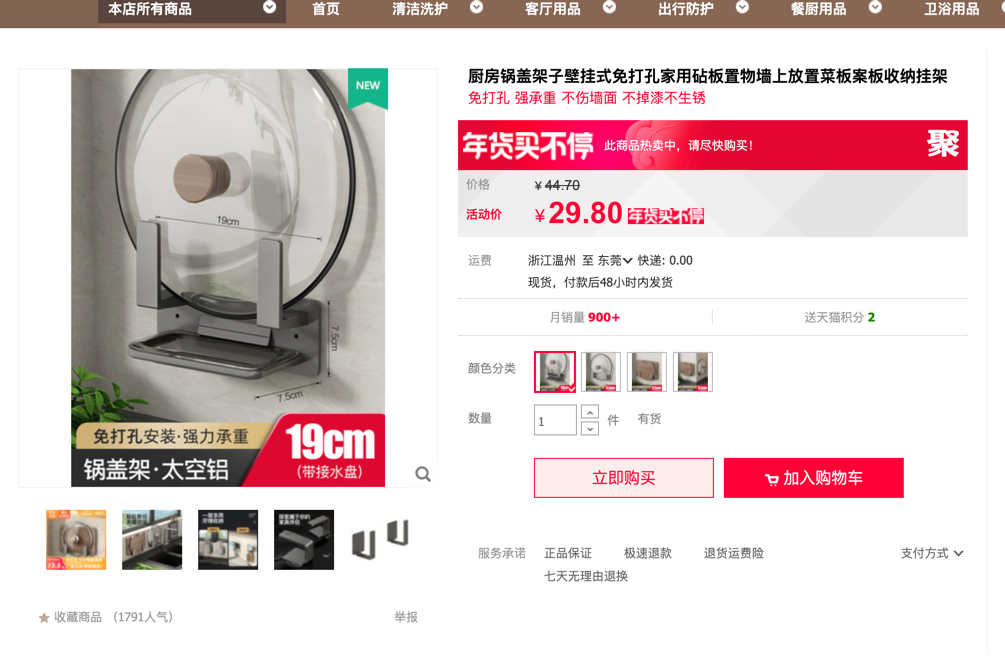 本店所有商品 首页 清洁洗护 客厅用品 出行防护 餐厨用品 卫浴用品
NEW
19cm
7.5cm
7.5cm
免打孔安装·强力承重
锅盖架·太空铝
19cm
(带接水盘)
收藏商品 (1791人气)
举报
厨房锅盖架子壁挂式免打孔家用砧板置物墙上放置菜板案板收纳挂架
免打孔 强承重 不伤墙面 不掉漆不生锈
年货买不停 此商品热卖中，请尽快购买！ 聚
价格 ¥ 44.70
活动价 ¥ 29.80 年货买不停
运费 浙江温州 至 东莞 快递: 0.00
现货，付款后48小时内发货
月销量 900+ 送天猫积分 2
颜色分类
数量 1 件 有货
立即购买 加入购物车
服务承诺 正品保证 极速退款 退货运费险 支付方式
七天无理由退换